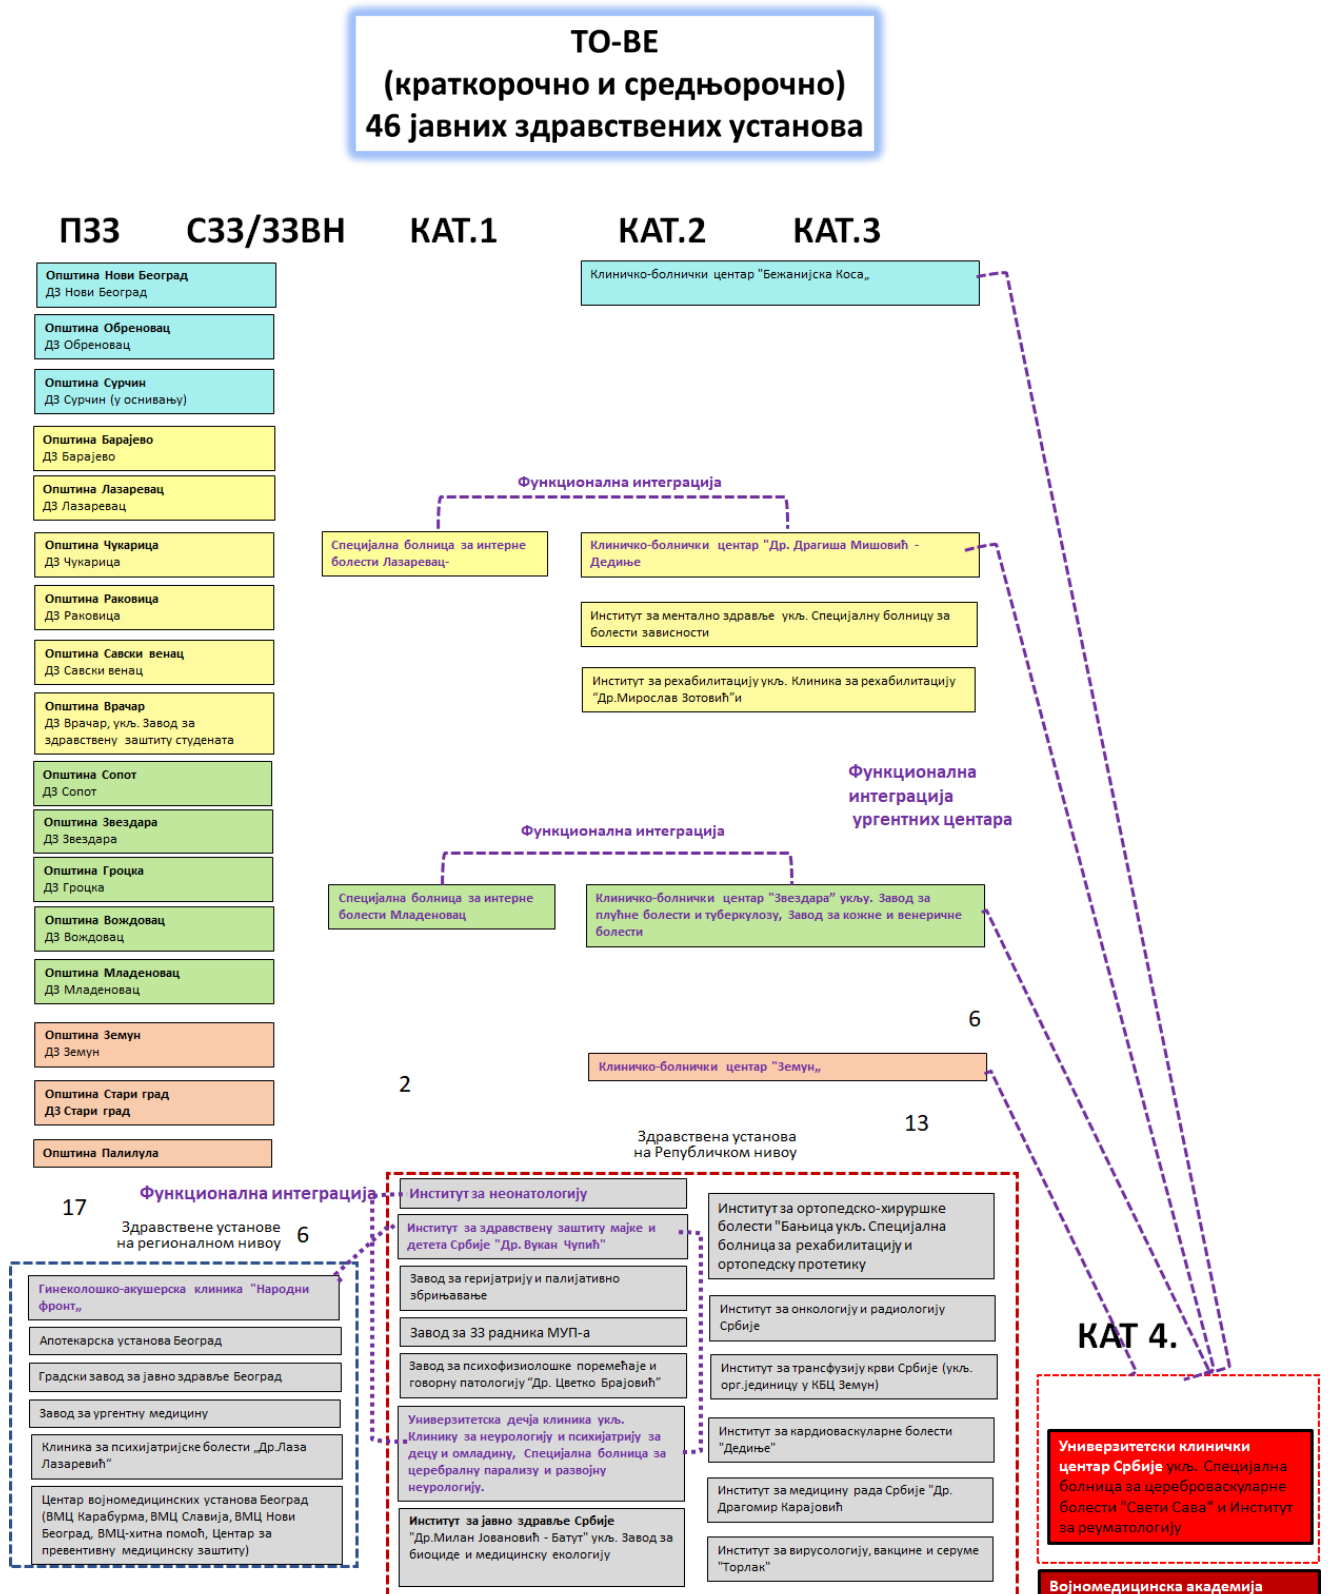 ТО-ВЕ
(краткорочно и средњорочно)
46 јавних здравствених установа
ПЗЗ
СЗЗ/ЗЗВН
КАТ.1
КАТ.2
КАТ.3
Општина Нови Београд
ДЗ Нови Београд
Клиничко-болнички центар "Бежанијска Коса„
Општина Обреновац
ДЗ Обреновац
Општина Сурчин
ДЗ Сурчин (у оснивању)
Општина Барајево
ДЗ Барајево
Општина Лазаревац
ДЗ Лазаревац
Функционална интеграција
Општина Чукарица
ДЗ Чукарица
Специјална болница за интерне
болести Лазаревац-
Клиничко-болнички центар "Др. Драгиша Мишовић -
Дедиње
Општина Раковица
ДЗ Раковица
Институт за ментално здравље укљ. Специјалну болницу за
болести зависности
Општина Савски венац
ДЗ Савски венац
Институт за рехабилитацију укљ. Клиника за рехабилитацију
“Др.Мирослав Зотовић”и
Општина Врачар
ДЗ Врачар, укљ. Завод за
здравствену заштиту студената
Општина Сопот
ДЗ Сопот
Функционална
интеграција
ургентних центара
Општина Звездара
ДЗ Звездара
Функционална интеграција
Општина Гроцка
ДЗ Гроцка
Специјална болница за интерне
болести Младеновац
Клиничко-болнички центар "Звездара” укљу. Завод за
плућне болести и туберкулозу, Завод за кожне и венеричне
болести
Општина Вождовац
ДЗ Вождовац
Општина Младеновац
ДЗ Младеновац
6
Општина Земун
ДЗ Земун
Клиничко-болнички центар "Земун„
2
Општина Стари град
ДЗ Стари град
13
Општина Палилула
Здравствена установа
на Републичком нивоу
17
Функционална интеграција
Здравствене установе
на регионалном нивоу
6
Гинеколошко-акушерска клиника "Народни
фронт„
Апотекарска установа Београд
Градски завод за јавно здравље Београд
Завод за ургентну медицину
Клиника за психијатријске болести „Др.Лаза
Лазаревић“
Центар војномедицинских установа Београд
(ВМЦ Карабурма, ВМЦ Славија, ВМЦ Нови
Београд, ВМЦ-хитна помоћ, Центар за
превентивну медицинску заштиту)
Институт за неонатологију
Институт за здравствену заштиту мајке и
детета Србије "Др. Вукан Чупић"
Завод за геријатрију и палијативно
збрињавање
Завод за ЗЗ радника МУП-а
Завод за психофизиолошке поремећаје и
говорну патологију “Др. Цветко Брајовић”
Универзитетска дечја клиника укљ.
Клинику за неурологију и психијатрију за
децу и омладину, Специјална болница за
церебралну парализу и развојну
неурологију.
Институт за јавно здравље Србије
"Др.Милан Јовановић - Батут" укљ. Завод за
биоциде и медицинску екологију
Институт за ортопедско-хируршке
болести "Бањица укљ. Специјална
болница за рехабилитацију и
ортопедску протетику
Институт за онкологију и радиологију
Србије
Институт за трансфузију крви Србије (укљ.
орг.јединицу у КБЦ Земун)
Институт за кардиоваскуларне болести
"Дедиње"
Институт за медицину рада Србије "Др.
Драгомир Карајовић
Институт за вирусологију, вакцине и серуме
"Торлак"
КАТ 4.
Универзитетски клинички
центар Србије укљ. Специјална
болница за цереброваскуларне
болести "Свети Сава" и Институт
за реуматологију
Војномедицинска академија